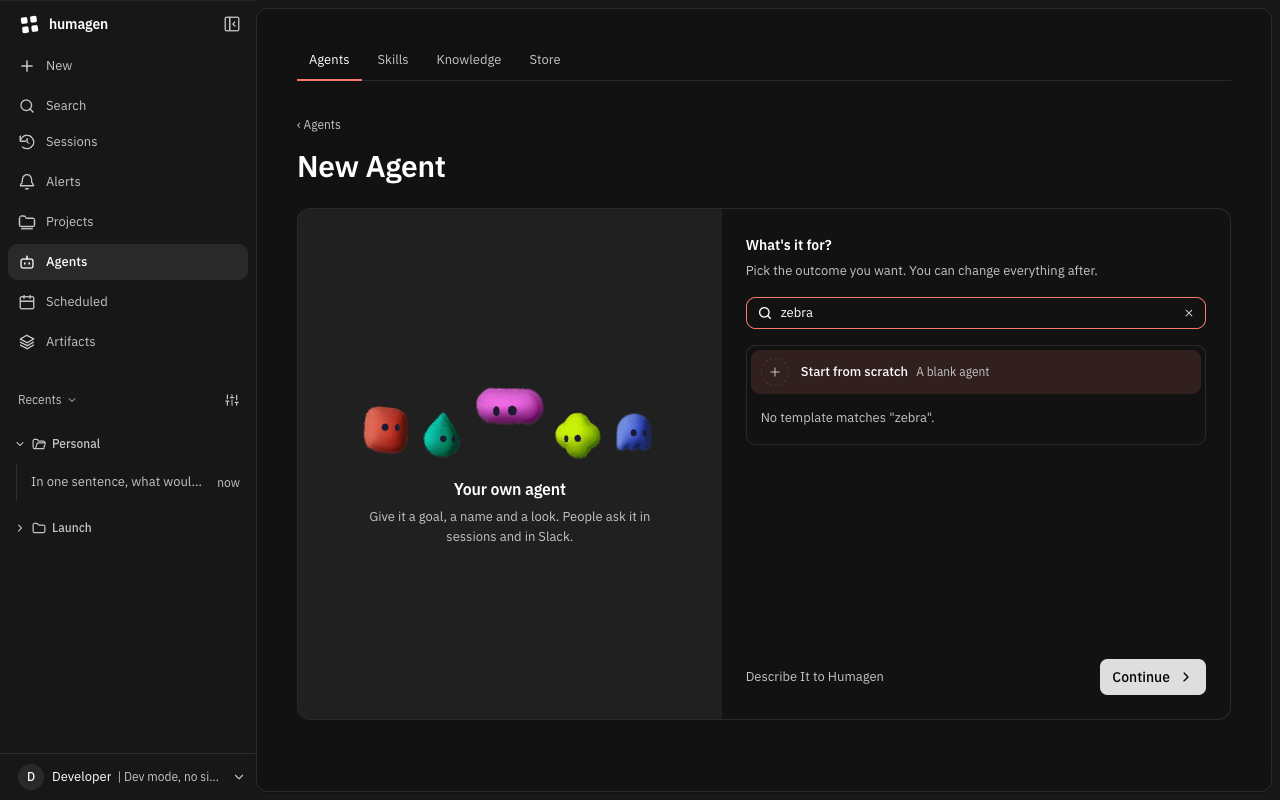 humagen
New
Search
Sessions
Alerts
Projects
Agents
Scheduled
Artifacts
Recents
Personal
In one sentence, what woul... now
Launch
D Developer | Dev mode, no si...
Agents Skills Knowledge Store
‹ Agents
New Agent
Your own agent
Give it a goal, a name and a look. People ask it in
sessions and in Slack.
What's it for?
Pick the outcome you want. You can change everything after.
zebra
Start from scratch A blank agent
No template matches "zebra".
Describe It to Humagen
Continue